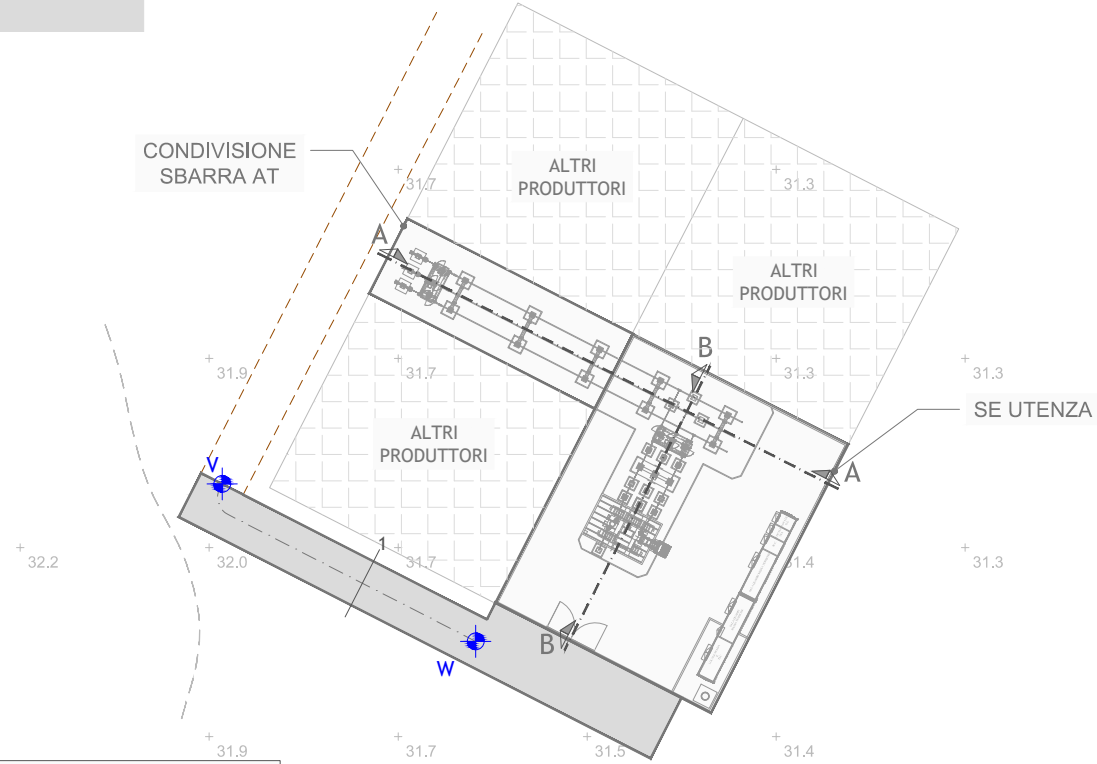 CONDIVISIONE
SBARRA AT
ALTRI
PRODUTTORI
31.7
31.3
A
ALTRI
PRODUTTORI
B
31.9
31.7
31.3
31.3
SE UTENZA
ALTRI
PRODUTTORI
V
A
1
32.2
32.0
31.7
31.4
31.3
B
W
31.9
31.7
31.5
31.4